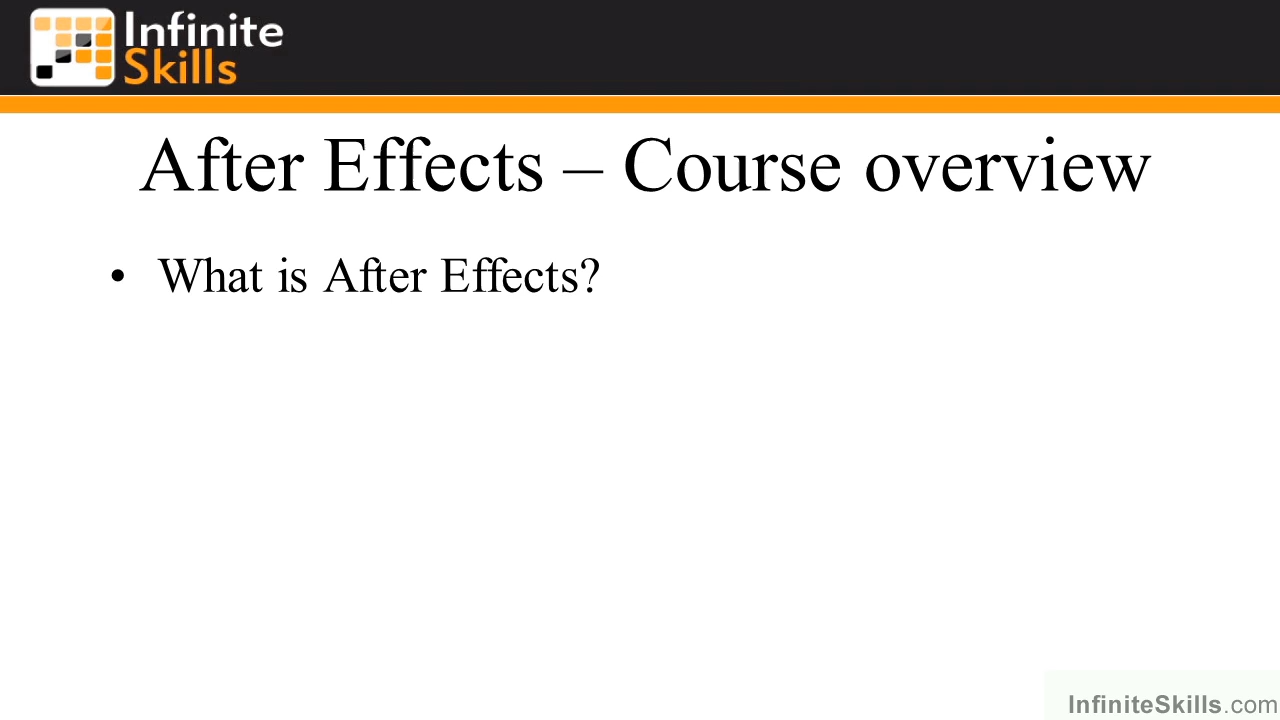 Infinite
Skills
After Effects – Course overview
• What is After Effects?
InfiniteSkills.com